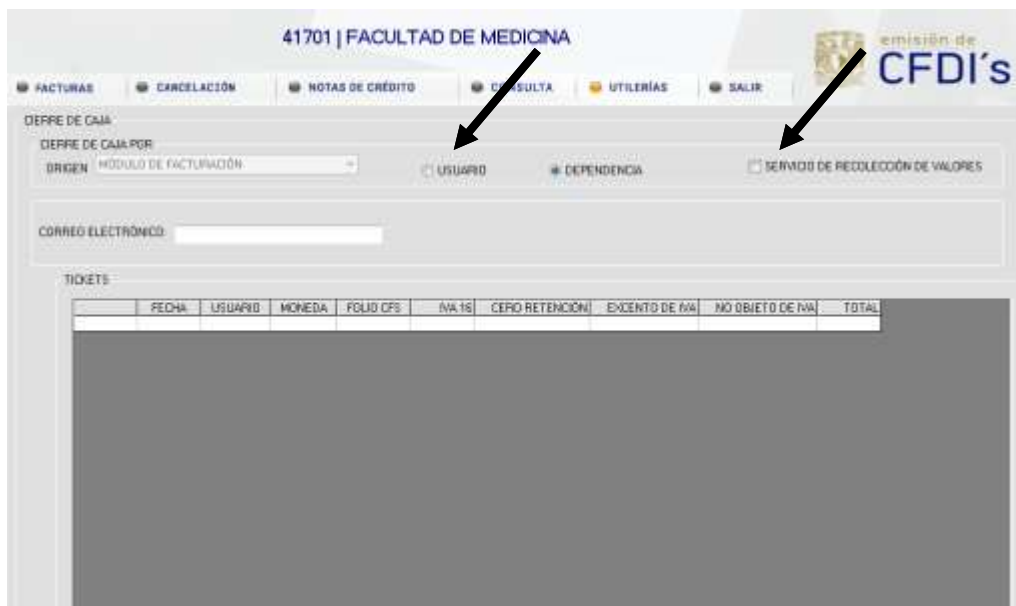 41701 | FACULTAD DE MEDICINA
emisión de
CFDI´s
FACTURAS CANCELACIÓN NOTAS DE CRÉDITO CONSULTA UTILERÍAS SALIR
CIERRE DE CAJA
CIERRE DE CAJA POR
ORIGEN MÓDULO DE FACTURACIÓN USUARIO DEPENDENCIA SERVICIO DE RECOLECCIÓN DE VALORES
CORREO ELECTRÓNICO
TICKETS
FECHA USUARIO MONEDA FOLIO CFS IVA 16 CERO RETENCIÓN EXCENTO DE IVA NO OBJETO DE IVA TOTAL